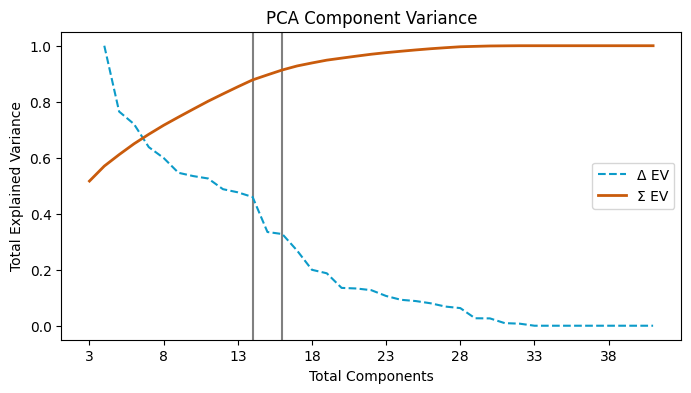 PCA Component Variance
Total Explained Variance
1.0
0.8
0.6
0.4
0.2
0.0
Δ EV
Σ EV
3 8 13 18 23 28 33 38
Total Components